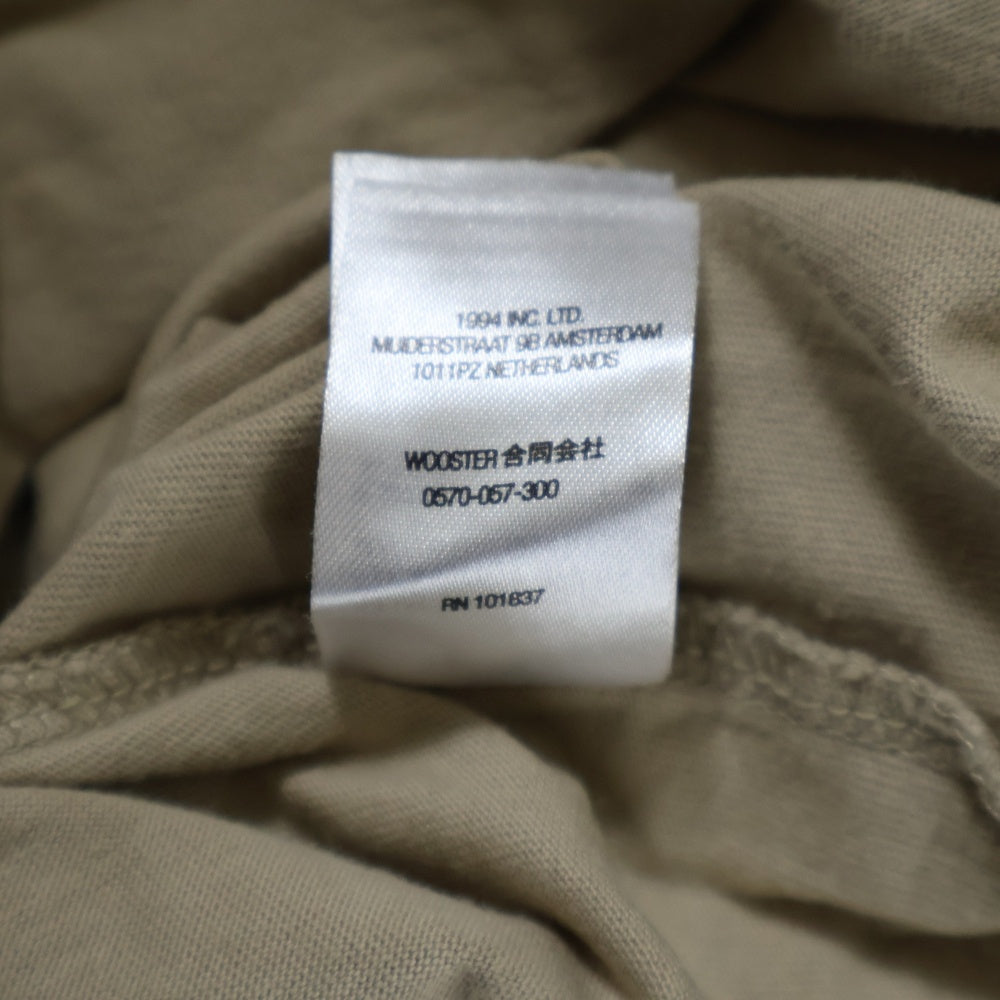 1994 INC. LTD.
MUIDERSTRAAT 9B AMSTERDAM
1011PZ NETHERLANDS
WOOSTER 合同会社
0570-057-300
RN 101837